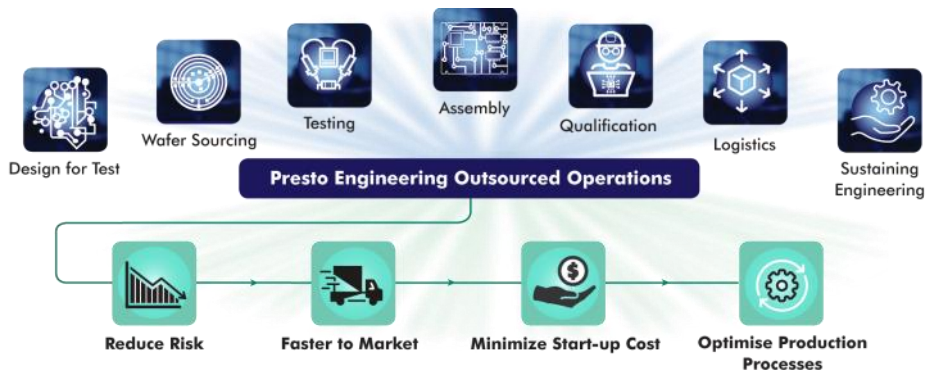 Design for Test
Wafer Sourcing
Testing
Assembly
Qualification
Logistics
Sustaining
Engineering
Presto Engineering Outsourced Operations
Reduce Risk
Faster to Market
$
Minimize Start-up Cost
Optimise Production
Processes